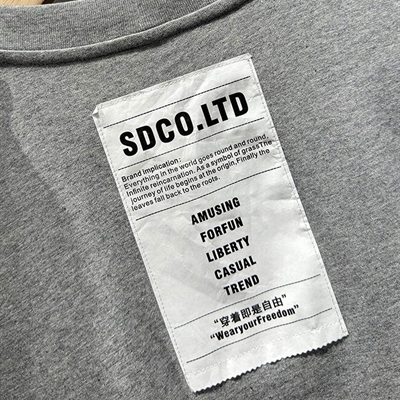 SDCO.LTD
Brand implication:
Everything in the world goes round and round,
Infinite reincarnation. As a symbol of grassThe
journey of life begins at the origin,Finally the
leaves fall back to the roots.
AMUSING
FORFUN
LIBERTY
CASUAL
TREND
“穿着即是自由”
“WearyourFreedom”